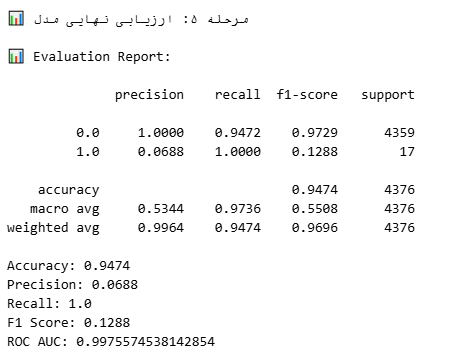 📊 مرحله ۵: ارزیابی نهایی مدل
📊 Evaluation Report:
precision recall f1-score support
0.0 1.0000 0.9472 0.9729 4359
1.0 0.0688 1.0000 0.1288 17
accuracy 0.9474 4376
macro avg 0.5344 0.9736 0.5508 4376
weighted avg 0.9964 0.9474 0.9696 4376
Accuracy: 0.9474
Precision: 0.0688
Recall: 1.0
F1 Score: 0.1288
ROC AUC: 0.9975574538142854